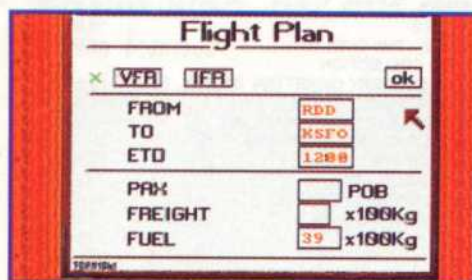 Flight Plan
× VFR IFR ok
FROM RDD
TO KSFO
ETD 1200
PAX POB
FREIGHT x100Kg
FUEL 39 x100Kg